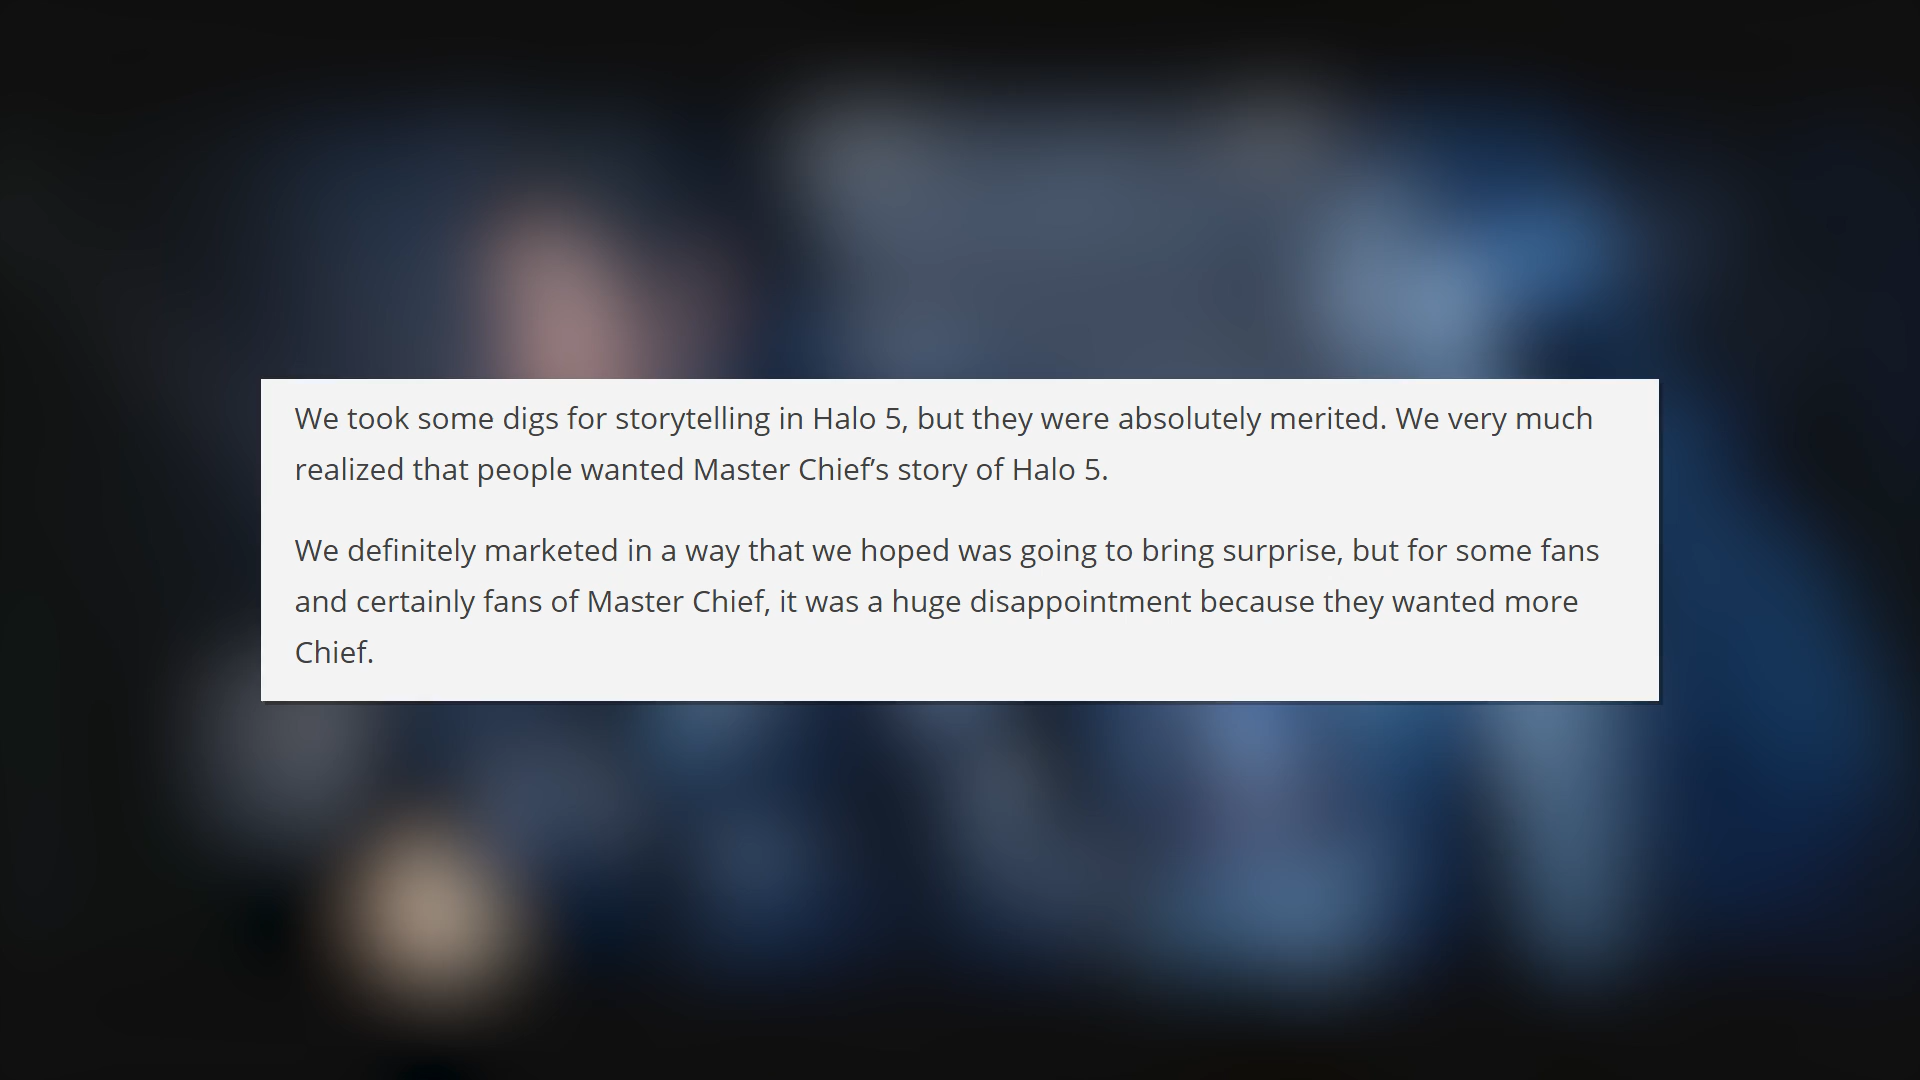 We took some digs for storytelling in Halo 5, but they were absolutely merited. We very much
realized that people wanted Master Chief’s story of Halo 5.
We definitely marketed in a way that we hoped was going to bring surprise, but for some fans
and certainly fans of Master Chief, it was a huge disappointment because they wanted more
Chief.